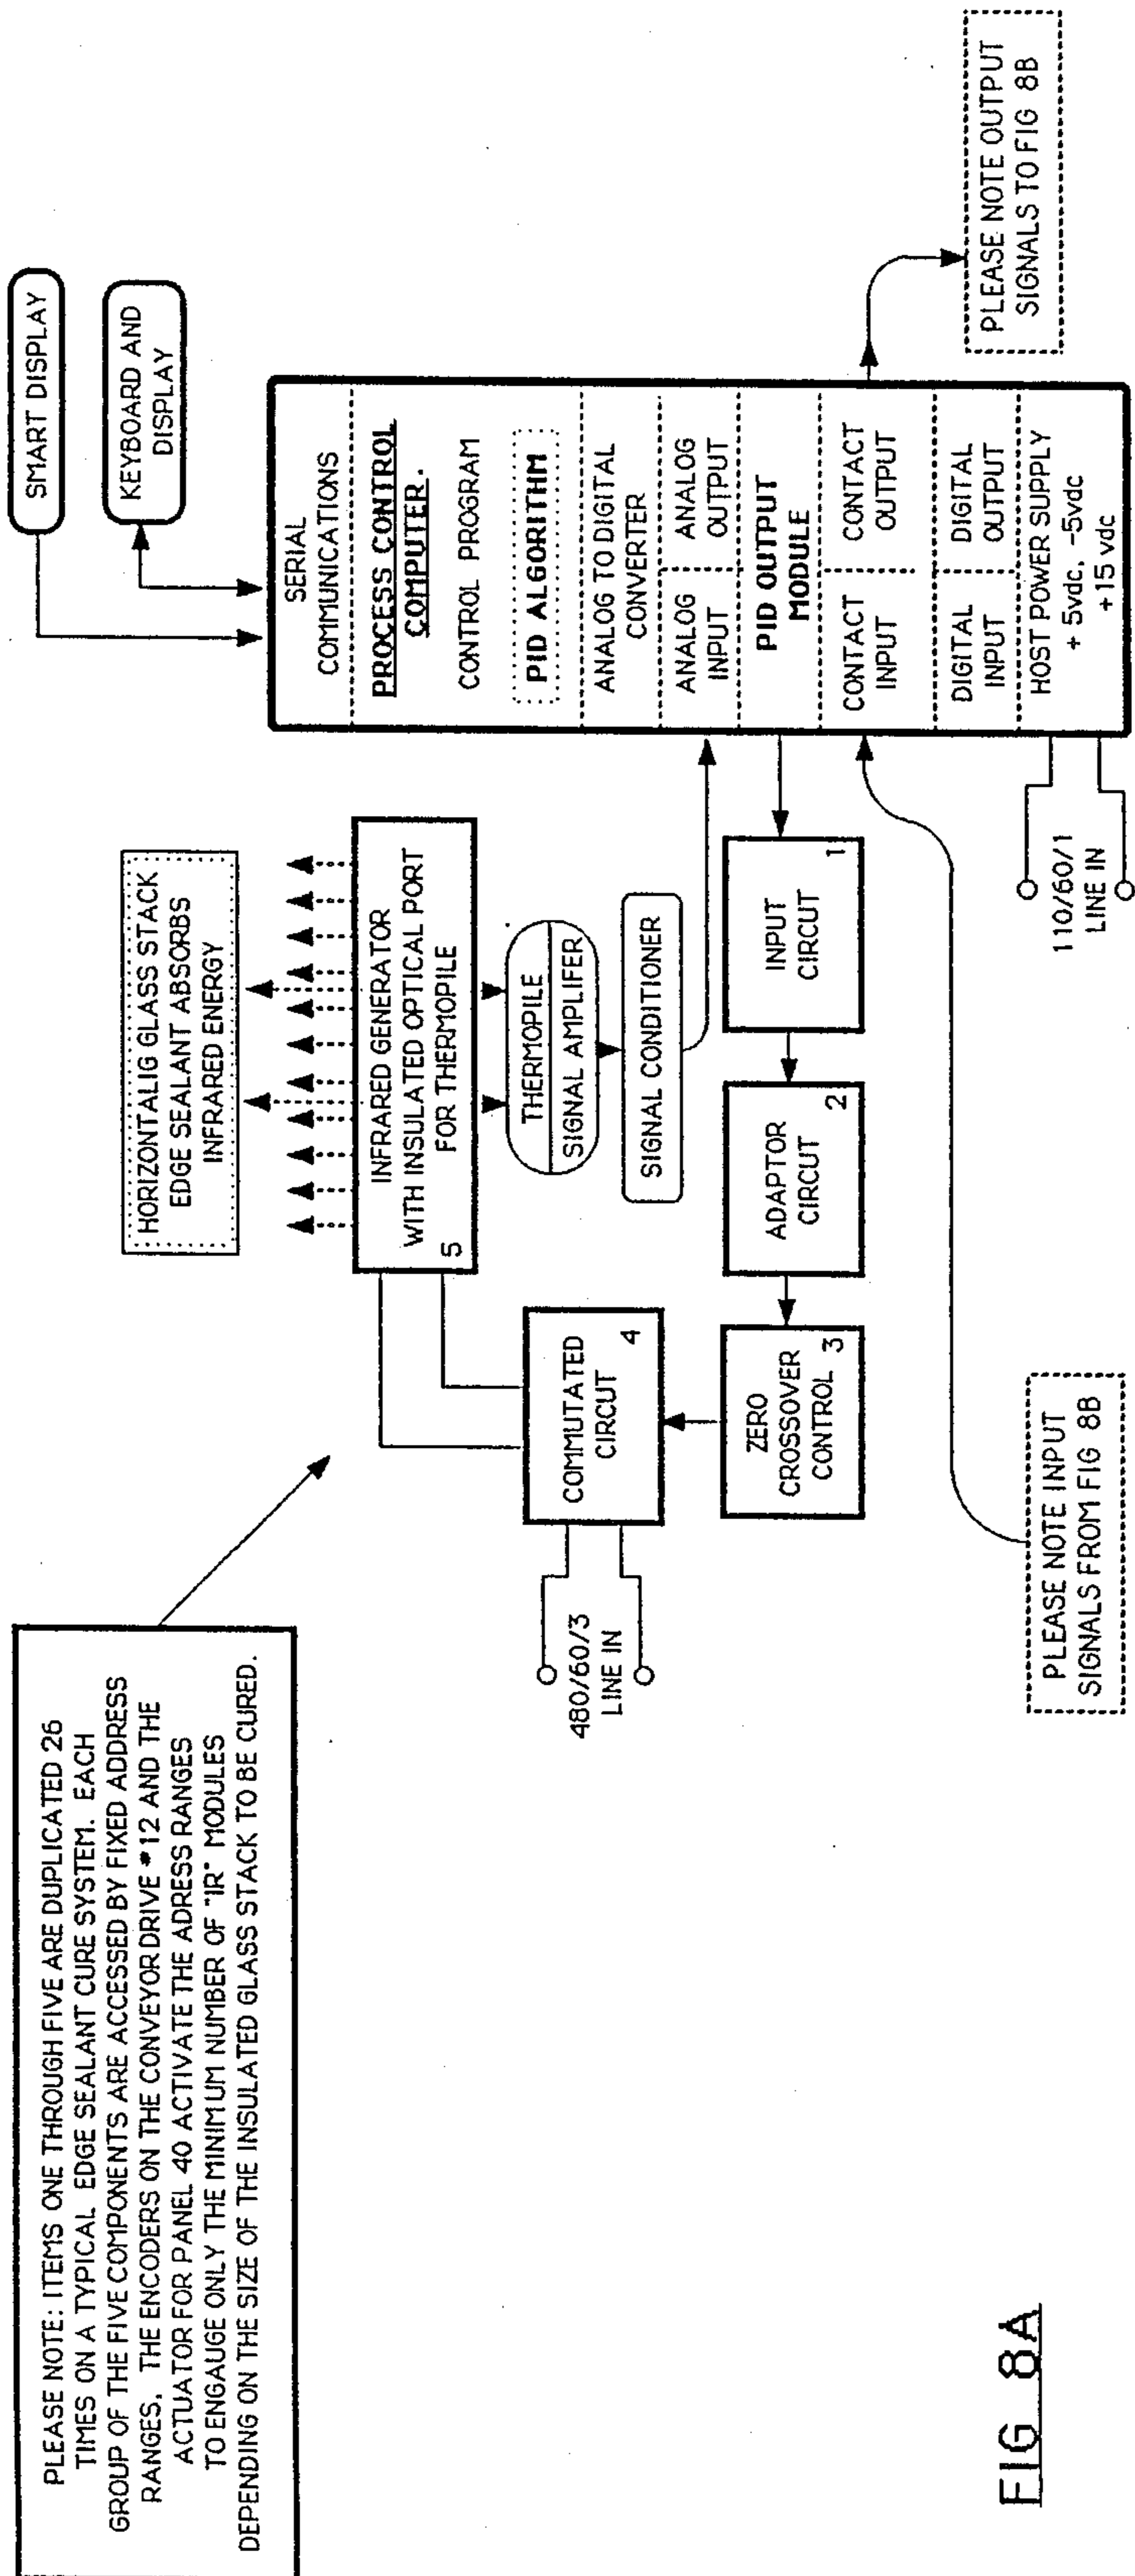 PLEASE NOTE: ITEMS ONE THROUGH FIVE ARE DUPLICATED 26
TIMES ON A TYPICAL EDGE SEALANT CURE SYSTEM. EACH
GROUP OF THE FIVE COMPONENTS ARE ACCESSED BY FIXED ADDRESS
RANGES. THE ENCODERS ON THE CONVEYOR DRIVE #12 AND THE
ACTUATOR FOR PANEL 40 ACTIVATE THE ADRESS RANGES
TO ENGAUGE ONLY THE MINIMUM NUMBER OF "IR" MODULES
DEPENDING ON THE SIZE OF THE INSULATED GLASS STACK TO BE CURED.
HORIZONTAL IG GLASS STACK
EDGE SEALANT ABSORBS
INFRARED ENERGY
INFRARED GENERATOR
WITH INSULATED OPTICAL PORT
FOR THERMOPILE
5
THERMOPILE
SIGNAL AMPLIFER
SIGNAL CONDITIONER
480/60/3
LINE IN
COMMUTATED
CIRCUT
4
ZERO
CROSSOVER
CONTROL 3
ADAPTOR
CIRCUT
2
INPUT
CIRCUT
1
SMART DISPLAY
KEYBOARD AND
DISPLAY
SERIAL
COMMUNICATIONS
PROCESS CONTROL
COMPUTER.
CONTROL PROGRAM
PID ALGORITHM
ANALOG TO DIGITAL
CONVERTER
ANALOG
INPUT
ANALOG
OUTPUT
PID OUTPUT
MODULE
CONTACT
INPUT
CONTACT
OUTPUT
DIGITAL
INPUT
DIGITAL
OUTPUT
HOST POWER SUPPLY
+ 5vdc, -5vdc
+15 vdc
110/60/1
LINE IN
PLEASE NOTE INPUT
SIGNALS FROM FIG 8B
PLEASE NOTE OUTPUT
SIGNALS TO FIG 8B
FIG 8A